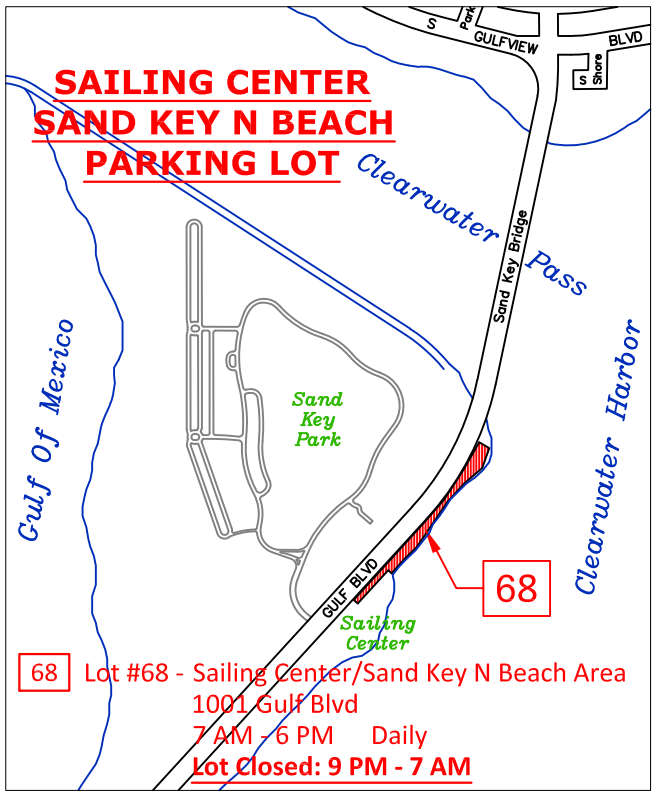 S
Park
GULFVIEW
BLVD
S
Shore
SAILING CENTER
SAND KEY N BEACH
PARKING LOT
Clearwater Pass
Sand Key Bridge
Gulf Of Mexico
Clearwater Harbor
Sand
Key
Park
GULF BLVD
68
Sailing
Center
68 Lot #68 - Sailing Center/Sand Key N Beach Area
1001 Gulf Blvd
7 AM - 6 PM Daily
Lot Closed: 9 PM - 7 AM